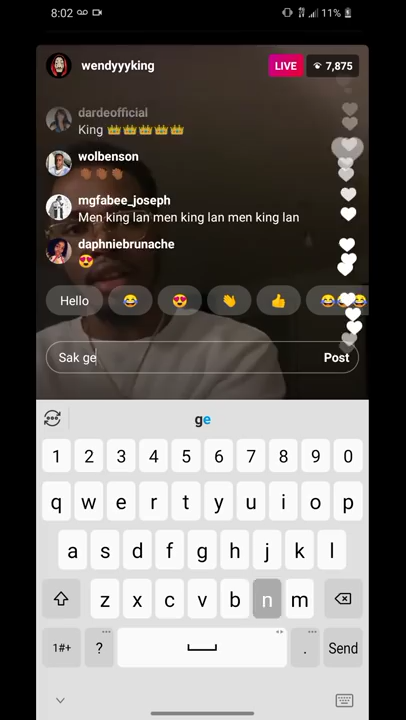 8:02 11%
wendyyyking LIVE 7,875
dardeofficial
King 👑👑👑👑👑
wolbenson
👏🏾👏🏾👏🏾
mgfabee_joseph
Men king lan men king lan men king lan
daphniebrunache
😍
Hello 😂 😍 👏 👍 😂😂😂
Sak ge Post
ge
1 2 3 4 5 6 7 8 9 0
q w e r t y u i o p
a s d f g h j k l
z x c v b n m
1#+ ? . Send